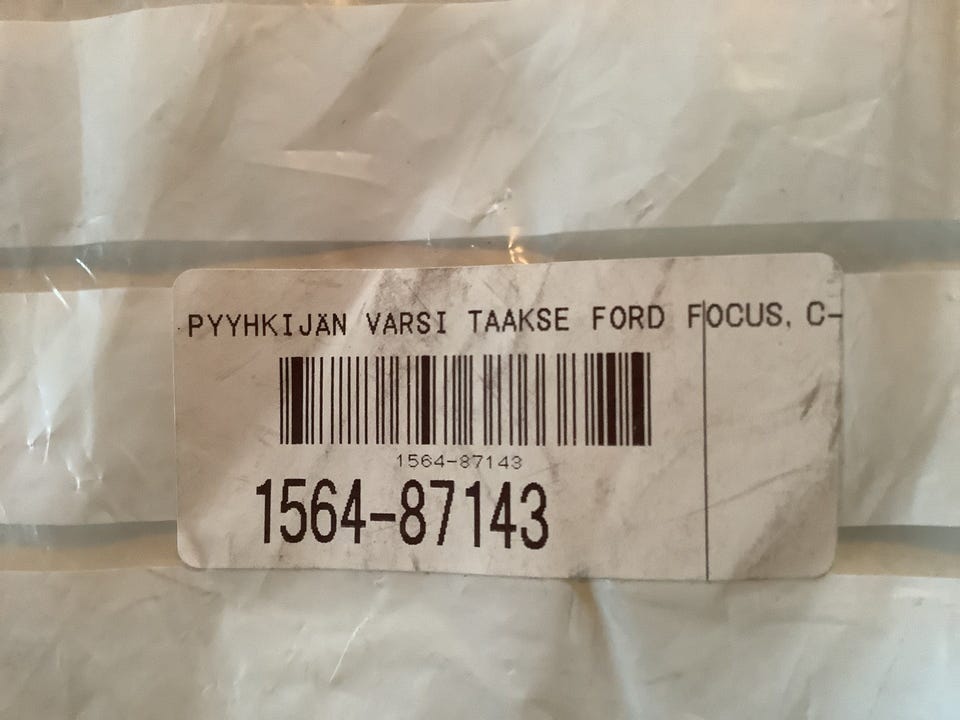 PYYHKIJÄN VARSI TAAKSE FORD FOCUS, C-
1564-87143
1564-87143